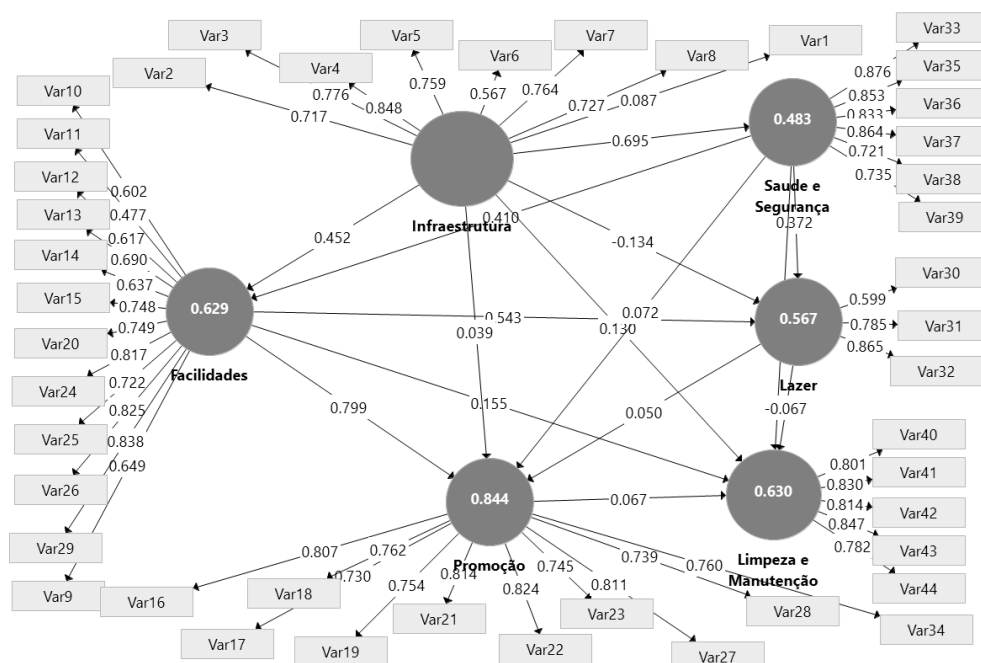 Var3
Var5
Var7
Var1
Var33
Var6
Var8
Var2
Var4
Var35
Var10
0.759
0.567
0.764
0.876
0.776
0.848
0.727
0.087
0.853
Var36
0.717
0.483
0.833
Var11
0.864
Var37
0.695
0.721
Var12
0.735
Var38
0.602
Saude e
Segurança
Var13
0.477
Infraestrutura
0.410
0.372
Var39
0.617
0.452
-0.134
Var14
0.690
0.637
Var30
Var15
0.748
0.629
0.543
0.072
0.599
0.749
0.039
0.130
0.567
0.785
Var31
Var20
0.817
0.865
Facilidades
Lazer
Var32
Var24
0.722
0.825
0.799
0.155
0.050
-0.067
Var25
0.838
Var40
0.649
0.801
0.830
Var41
Var26
0.844
0.067
0.630
0.814
Var42
0.847
0.782
Var29
0.807
0.762
Promoção
0.745
0.739
0.760
Limpeza e
Manutenção
Var43
0.730
0.754
0.814
0.824
0.811
Var44
Var9
Var16
Var18
Var21
Var23
Var28
Var34
Var17
Var19
Var22
Var27